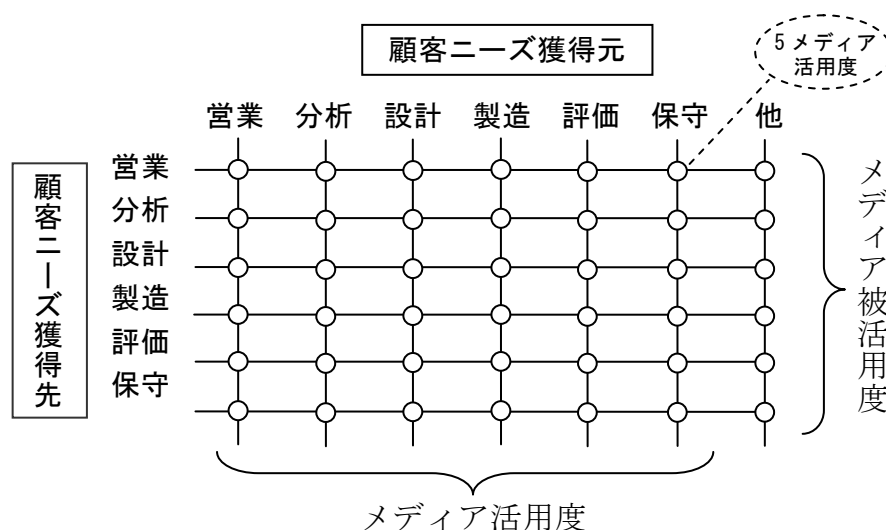 顧客ニーズ獲得元
5 メディア
活用度
営業 分析 設計 製造 評価 保守 他
顧客ニーズ獲得先
営業
分析
設計
製造
評価
保守
メディア被活用度
メディア活用度